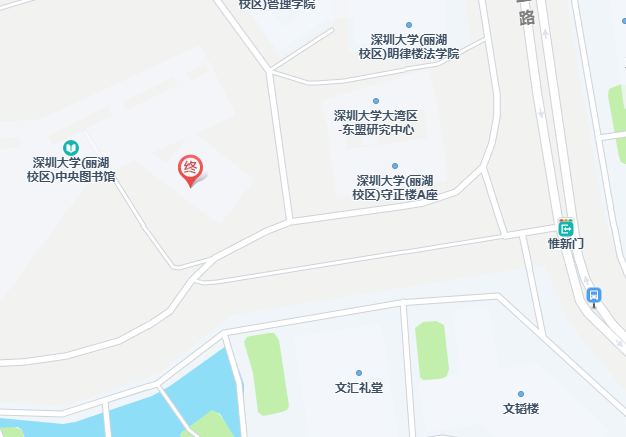 校区)管理学院
路
深圳大学(丽湖
校区)明律楼法学院
深圳大学大湾区
-东盟研究中心
深圳大学(丽湖
校区)中央图书馆
终
深圳大学(丽湖
校区)守正楼A座
惟新门
文汇礼堂
文韬楼